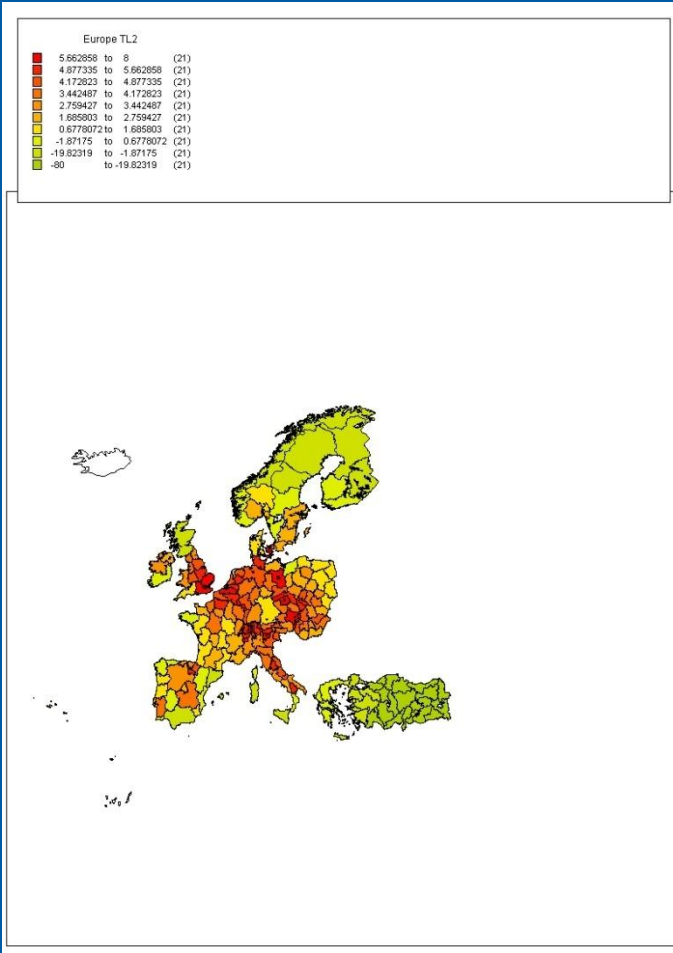 Europe TL2
5.662858 to 8 (21)
4.877335 to 5.662858 (21)
4.172823 to 4.877335 (21)
3.442487 to 4.172823 (21)
2.759427 to 3.442487 (21)
1.685803 to 2.759427 (21)
0.6778072 to 1.685803 (21)
-1.87175 to 0.6778072 (21)
-19.82319 to -1.87175 (21)
-80 to -19.82319 (21)